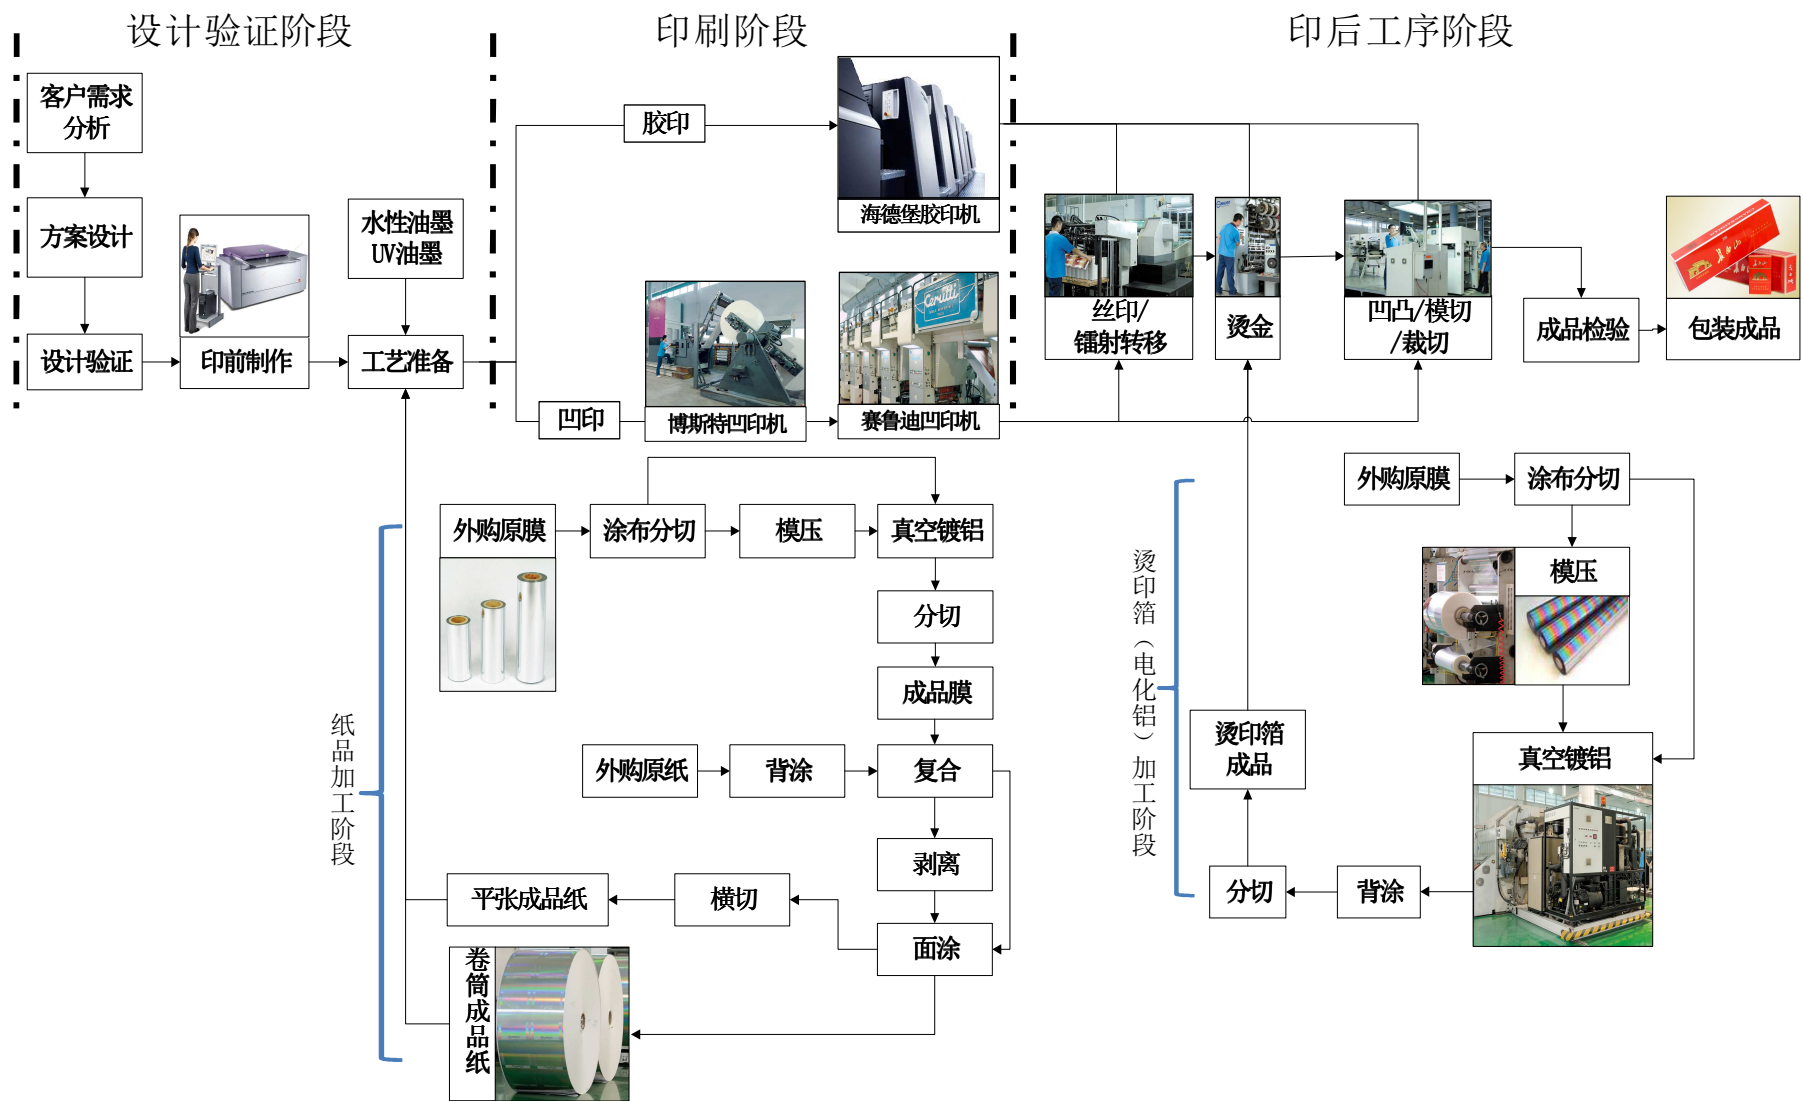 设计验证阶段
印刷阶段
印后工序阶段
客户需求
分析
方案设计
设计验证
印前制作
水性油墨
UV油墨
工艺准备
胶印
海德堡胶印机
凹印
博斯特凹印机
Cerutti
赛鲁迪凹印机
丝印/
镭射转移
烫金
凹凸/模切
/裁切
成品检验
包装成品
纸品加工阶段
外购原膜
涂布分切
模压
真空镀铝
分切
成品膜
外购原纸
背涂
复合
剥离
面涂
横切
平张成品纸
卷筒成品纸
烫印箔（电化铝）加工阶段
外购原膜
涂布分切
模压
真空镀铝
背涂
分切
烫印箔
成品